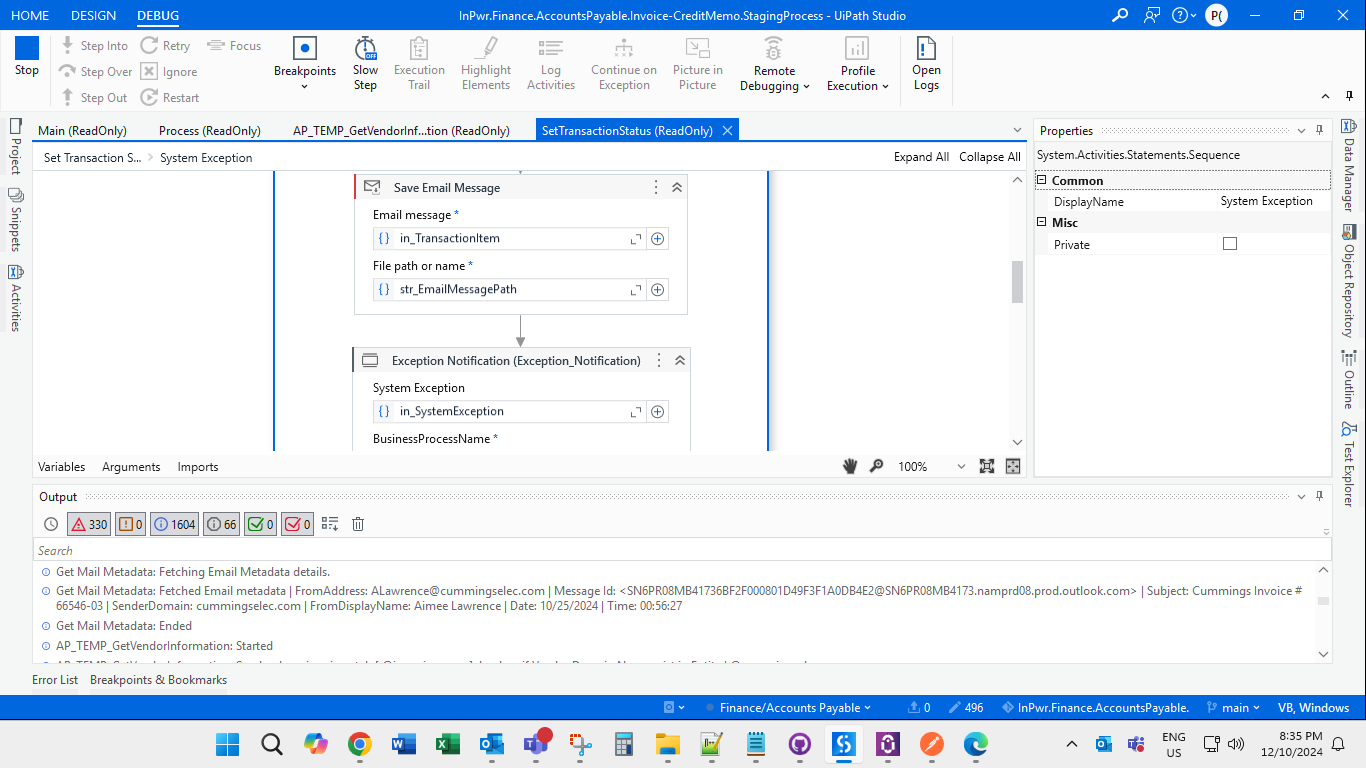 HOME DESIGN DEBUG InPwr.Finance.AccountsPayable.Invoice-CreditMemo.StagingProcess - UiPath Studio P(
Stop
Step Into Retry Focus
Step Over Ignore
Step Out Restart
Breakpoints
OFF
Slow
Step
Execution
Trail
Highlight
Elements
Log
Activities
Continue on
Exception
Picture in
Picture
Remote
Debugging
Profile
Execution
Open
Logs
Main (ReadOnly) Process (ReadOnly) AP_TEMP_GetVendorInf...tion (ReadOnly) SetTransactionStatus (ReadOnly)
Set Transaction S... > System Exception Expand All Collapse All
Project
Snippets
Activities
Save Email Message
Email message *
in_TransactionItem
File path or name *
str_EmailMessagePath
Exception Notification (Exception_Notification)
System Exception
in_SystemException
BusinessProcessName *
Variables Arguments Imports 100%
Properties
System.Activities.Statements.Sequence
Common
DisplayName System Exception
Misc
Private
Data Manager
Object Repository
Outline
Test Explorer
Output
330 0 1604 66 0 0
Search
Get Mail Metadata: Fetching Email Metadata details.
Get Mail Metadata: Fetched Email metadata | FromAddress: ALawrence@cummingselec.com | Message Id: <SN6PR08MB41736BF2F000801D49F3F1A0DB4E2@SN6PR08MB4173.namprd08.prod.outlook.com> | Subject: Cummings Invoice #
66546-03 | SenderDomain: cummingselec.com | FromDisplayName: Aimee Lawrence | Date: 10/25/2024 | Time: 00:56:27
Get Mail Metadata: Ended
AP_TEMP_GetVendorInformation: Started
Error List Breakpoints & Bookmarks
Finance/Accounts Payable 0 496 InPwr.Finance.AccountsPayable. main VB, Windows
ENG
US
8:35 PM
12/10/2024